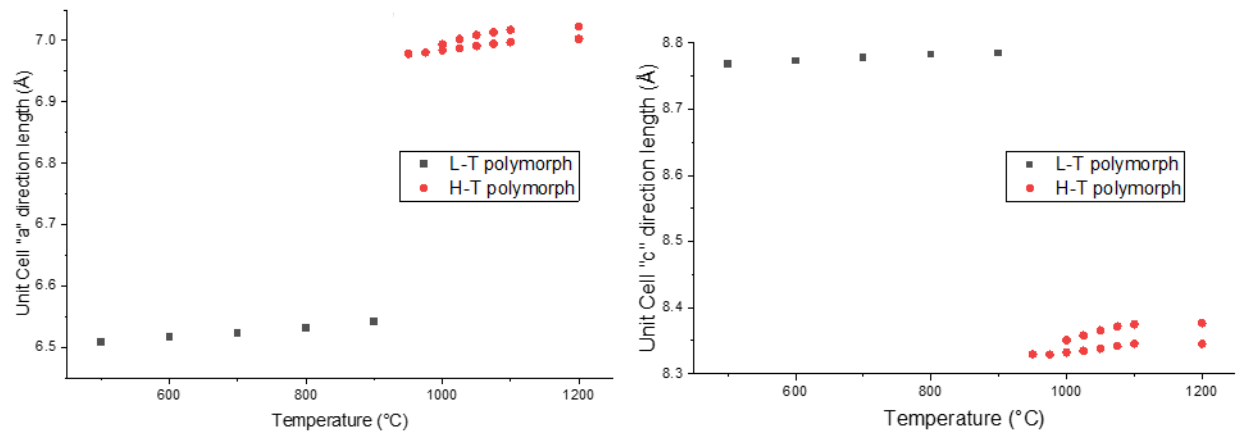 7.0
6.9
6.8
6.7
6.6
6.5
Unit Cell "a" direction length (Å)
L-T polymorph
H-T polymorph
600
800
1000
1200
Temperature (°C)
8.8
8.7
8.6
8.5
8.4
8.3
Unit Cell "c" direction length (Å)
L-T polymorph
H-T polymorph
600
800
1000
1200
Temperature (°C)